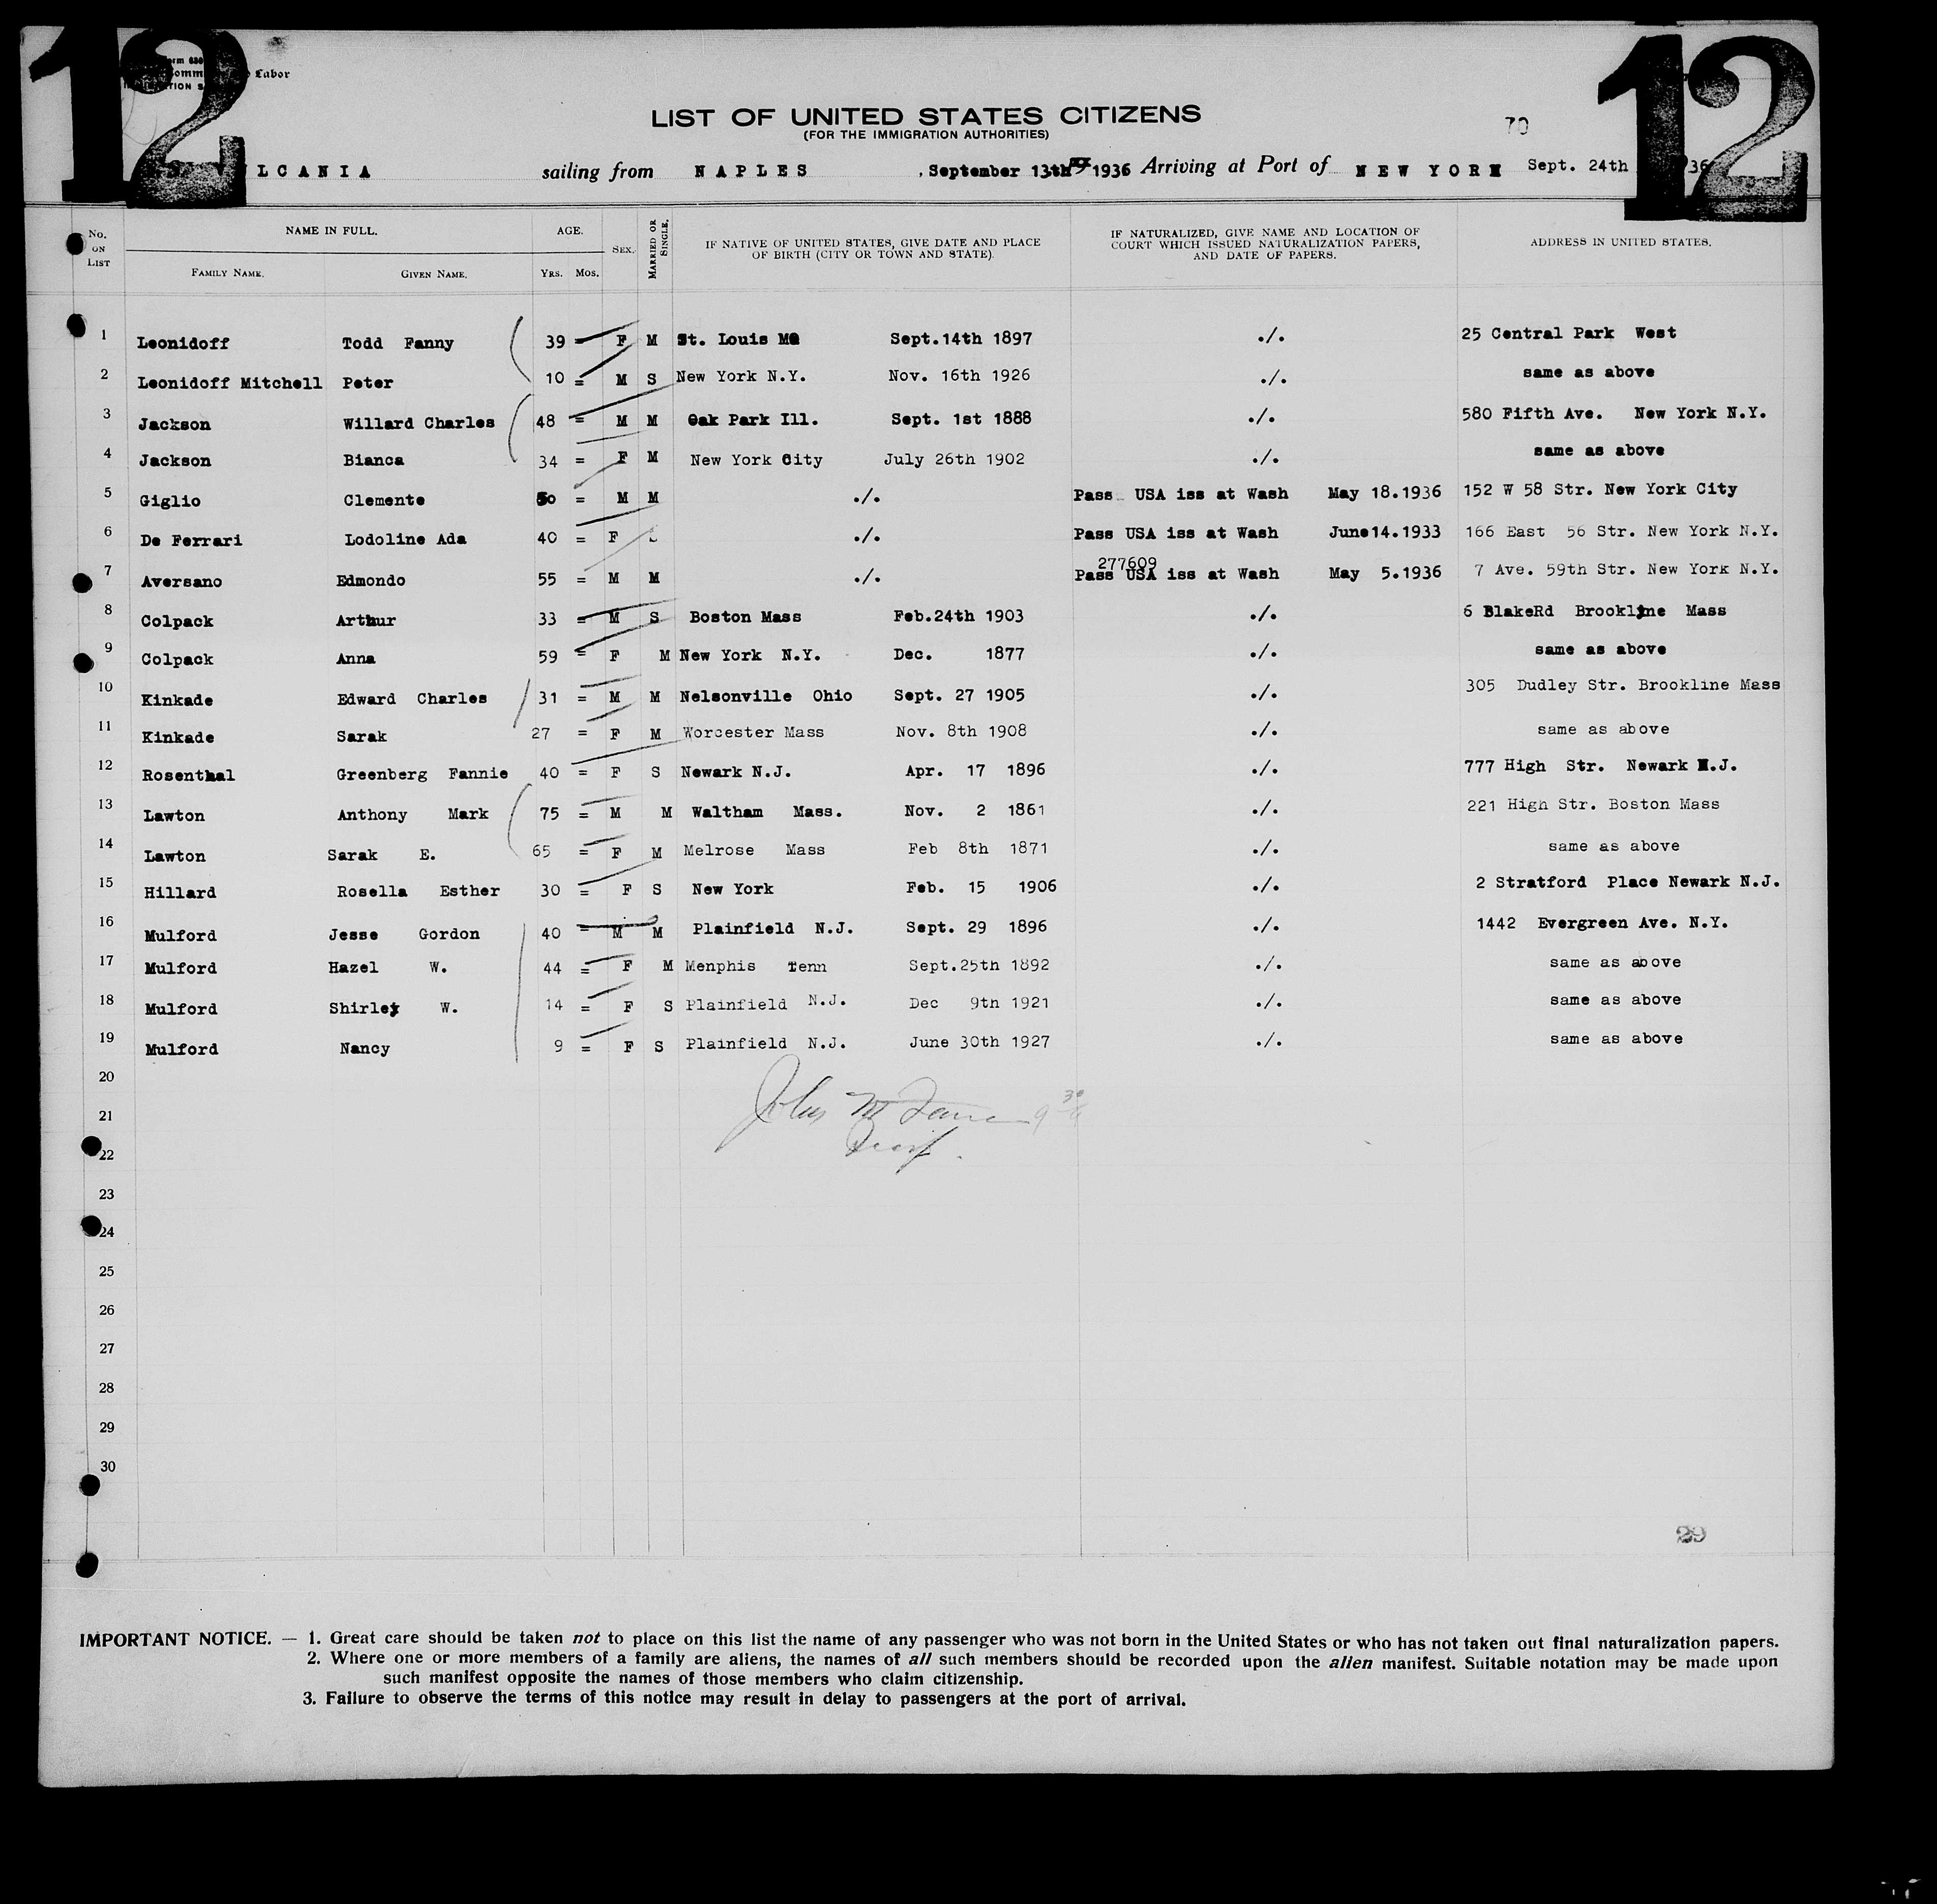 12
12
Labor
LIST OF UNITED STATES CITIZENS
(FOR THE IMMIGRATION AUTHORITIES)
70
LCANIA sailing from NAPLES , September 13th 1936 Arriving at Port of NEW YORK Sept. 24th 36
No. ON LIST
NAME IN FULL.
FAMILY NAME. GIVEN NAME.
AGE.
YRS. MOS.
SEX.
MARRIED OR SINGLE.
IF NATIVE OF UNITED STATES, GIVE DATE AND PLACE OF BIRTH (CITY OR TOWN AND STATE).
IF NATURALIZED, GIVE NAME AND LOCATION OF COURT WHICH ISSUED NATURALIZATION PAPERS, AND DATE OF PAPERS.
ADDRESS IN UNITED STATES.
1 Leonidoff Todd Fanny 39 = F M St. Louis Mo Sept.14th 1897 ./. 25 Central Park West
2 Leonidoff Mitchell Peter 10 = M S New York N.Y. Nov. 16th 1926 ./. same as above
3 Jackson Willard Charles 48 = M M Oak Park Ill. Sept. 1st 1888 ./. 580 Fifth Ave. New York N.Y.
4 Jackson Bianca 34 = F M New York City July 26th 1902 ./. same as above
5 Giglio Clemente 50 = M M ./. Pass USA iss at Wash May 18.1936 152 W 58 Str. New York City
6 De Ferrari Lodoline Ada 40 = F ./. Pass USA iss at Wash June14.1933 166 East 56 Str. New York N.Y.
277609
7 Aversano Edmondo 55 = M M ./. Pass USA iss at Wash May 5.1936 7 Ave. 59th Str. New York N.Y.
8 Colpack Arthur 33 = M S Boston Mass Feb.24th 1903 ./. 6 BlakeRd Brookline Mass
9 Colpack Anna 59 = F M New York N.Y. Dec. 1877 ./. same as above
10 Kinkade Edward Charles 31 = M M Nelsonville Ohio Sept. 27 1905 ./. 305 Dudley Str. Brookline Mass
11 Kinkade Sarak 27 = F M Worcester Mass Nov. 8th 1908 ./. same as above
12 Rosenthal Greenberg Fannie 40 = F S Newark N.J. Apr. 17 1896 ./. 777 High Str. Newark N.J.
13 Lawton Anthony Mark 75 = M M Waltham Mass. Nov. 2 1861 ./. 221 High Str. Boston Mass
14 Lawton Sarak E. 65 = F M Melrose Mass Feb 8th 1871 ./. same as above
15 Hillard Rosella Esther 30 = F S New York Feb. 15 1906 ./. 2 Stratford Place Newark N.J.
16 Mulford Jesse Gordon 40 = M M Plainfield N.J. Sept. 29 1896 ./. 1442 Evergreen Ave. N.Y.
17 Mulford Hazel W. 44 = F M Menphis Tenn Sept.25th 1892 ./. same as above
18 Mulford Shirley W. 14 = F S Plainfield N.J. Dec 9th 1921 ./. same as above
19 Mulford Nancy 9 = F S Plainfield N.J. June 30th 1927 ./. same as above
20
21
22
23
24
25
26
27
28
29
30
29
IMPORTANT NOTICE. — 1. Great care should be taken not to place on this list the name of any passenger who was not born in the United States or who has not taken out final naturalization papers.
2. Where one or more members of a family are aliens, the names of all such members should be recorded upon the alien manifest. Suitable notation may be made upon
such manifest opposite the names of those members who claim citizenship.
3. Failure to observe the terms of this notice may result in delay to passengers at the port of arrival.